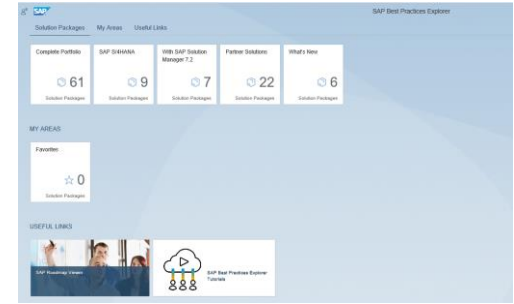 SAP
SAP Best Practices Explorer
Solution Packages My Areas Useful Links
Complete Portfolio
61
Solution Packages
SAP S/4HANA
9
Solution Packages
With SAP Solution
Manager 7.2
7
Solution Packages
Partner Solutions
22
Solution Packages
What's New
6
Solution Packages
MY AREAS
Favorites
0
Solution Packages
USEFUL LINKS
SAP Roadmap Viewer
SAP Best Practices Explorer
Tutorials